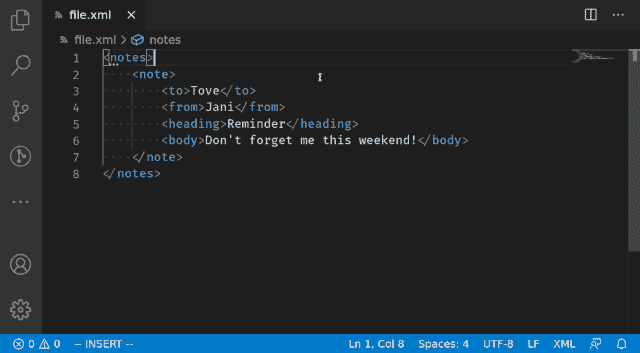 file.xml
file.xml > notes
1 <notes>
2 <note>
3 <to>Tove</to>
4 <from>Jani</from>
5 <heading>Reminder</heading>
6 <body>Don't forget me this weekend!</body>
7 </note>
8 </notes>
0 0 -- INSERT -- Ln 1, Col 8 Spaces: 4 UTF-8 LF XML